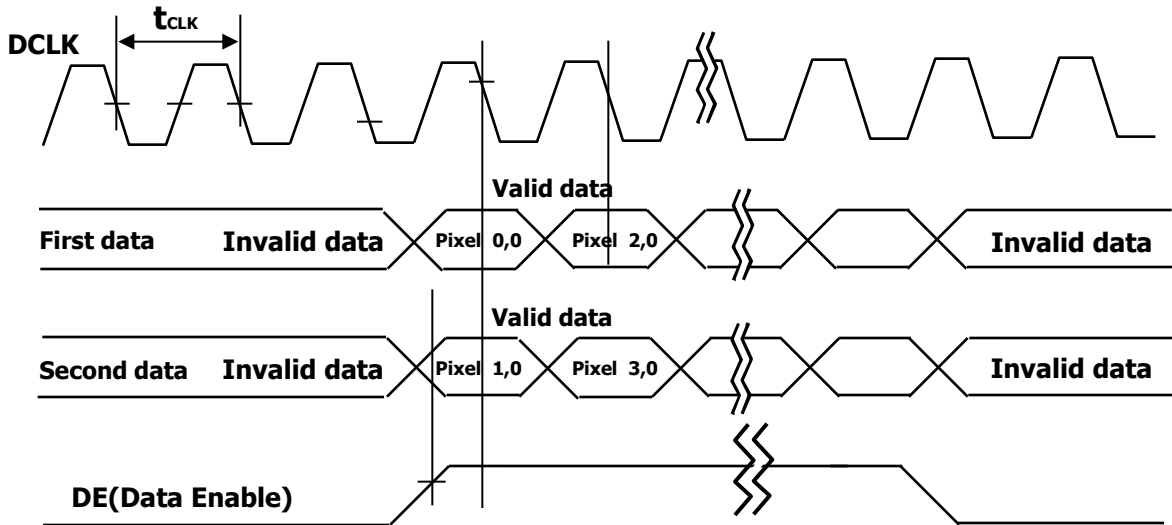 tCLK
DCLK
Valid data
First data Invalid data Pixel 0,0 Pixel 2,0 Invalid data
Valid data
Second data Invalid data Pixel 1,0 Pixel 3,0 Invalid data
DE(Data Enable)